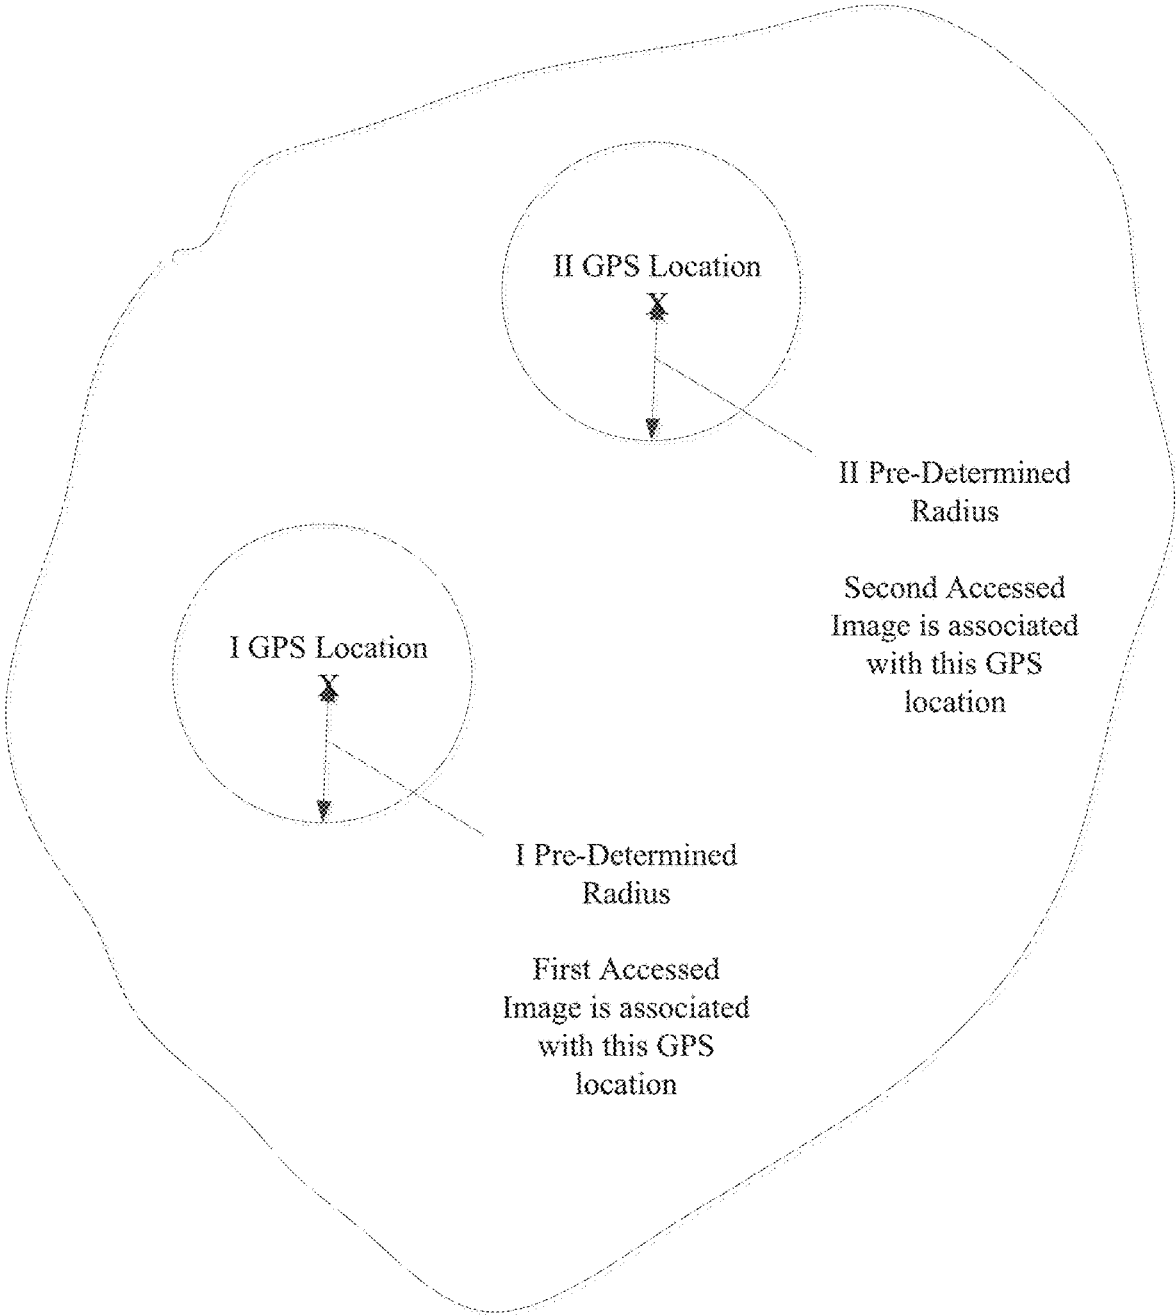 II GPS Location
X
II Pre-Determined
Radius
Second Accessed
Image is associated
with this GPS
location
I GPS Location
X
I Pre-Determined
Radius
First Accessed
Image is associated
with this GPS
location